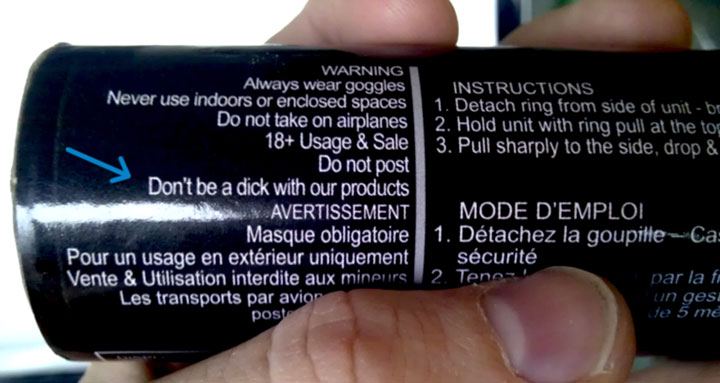 WARNING
Always wear goggles
Never use indoors or enclosed spaces
Do not take on airplanes
18+ Usage & Sale
Do not post
Don't be a dick with our products
AVERTISSEMENT
Masque obligatoire
Pour un usage en extérieur uniquement
Vente & Utilisation interdite aux mineurs
Les transports par avion
INSTRUCTIONS
1. Detach ring from side of unit -
2. Hold unit with ring pull at the
3. Pull sharply to the side, drop &
MODE D'EMPLOI
1. Détachez la goupille –
sécurité
2. par la
un
de 5